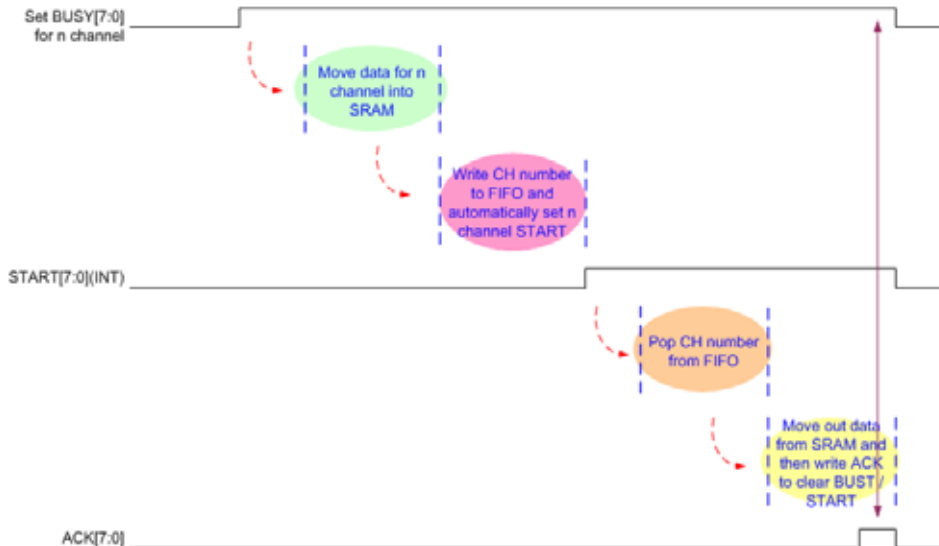 Set BUSY[7:0]
for n channel
Move data for n
channel into
SRAM
Write CH number
to FIFO and
automatically set n
channel START
START[7:0](INT)
Pop CH number
from FIFO
Move out data
from SRAM and
then write ACK
to clear BUST /
START
ACK[7:0]